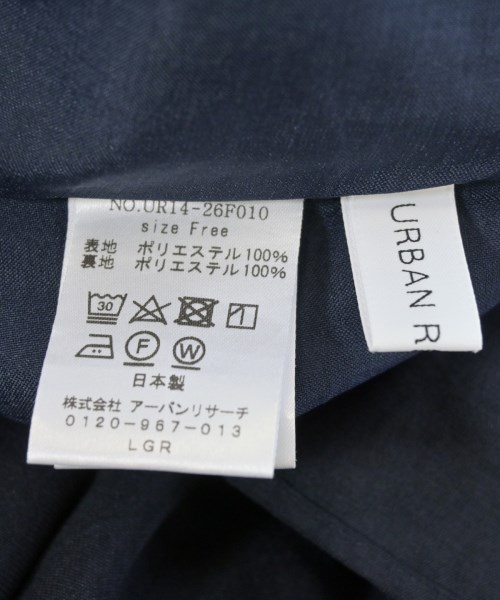 NO.UR14-26F010
size Free
表地 ポリエステル100%
裏地 ポリエステル100%
30
F W
日本製
株式会社 アーバンリサーチ
0120-967-013
LGR
URBAN R